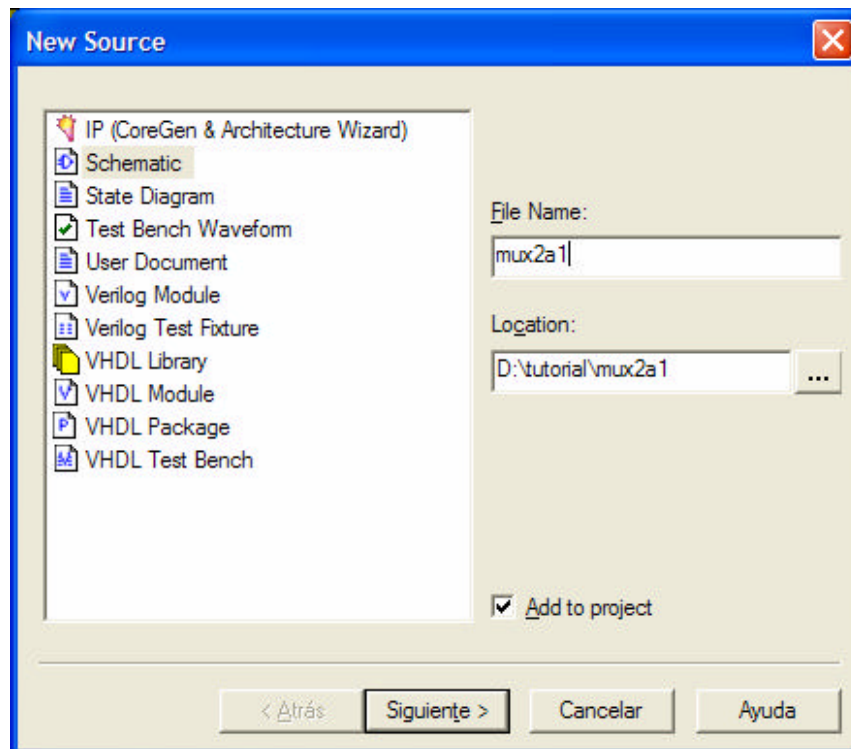 New Source
IP (CoreGen & Architecture Wizard)
Schematic
State Diagram
Test Bench Waveform
User Document
Verilog Module
Verilog Test Fixture
VHDL Library
VHDL Module
VHDL Package
VHDL Test Bench
File Name:
mux2a1
Location:
D:\tutorial\mux2a1
...
Add to project
< Atrás
Siguiente >
Cancelar
Ayuda